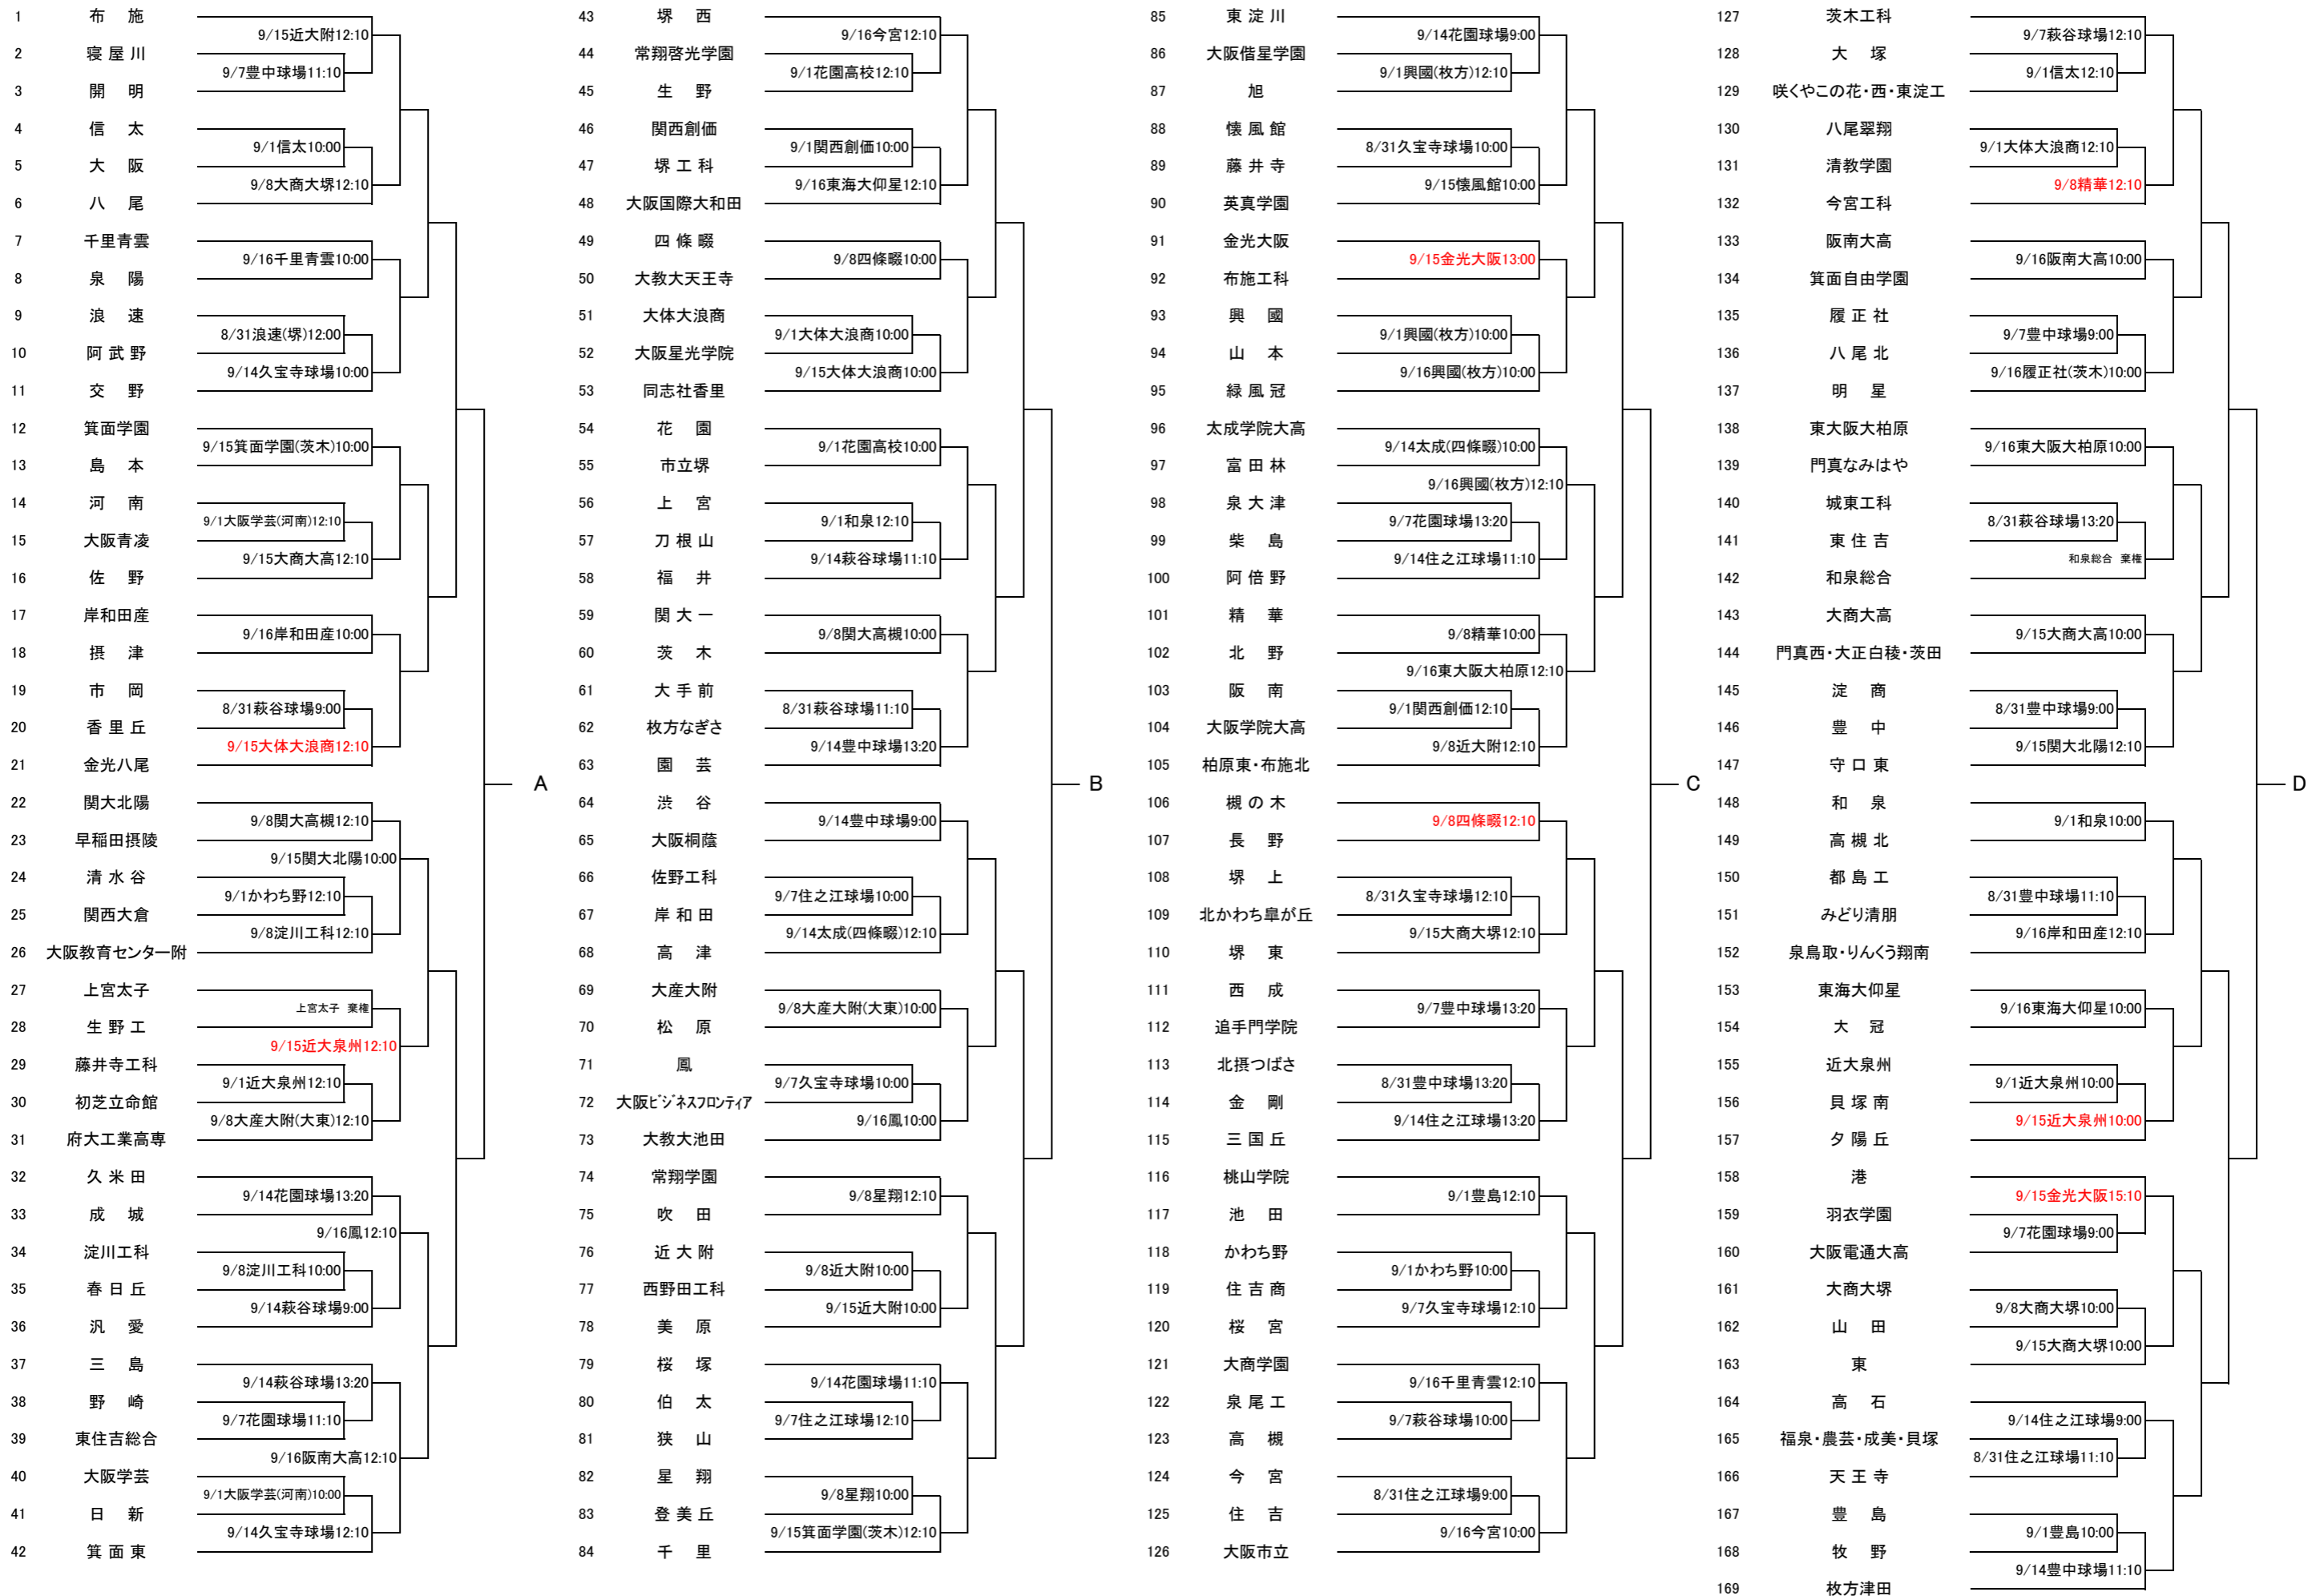 1 布 施
9/15近大附12:10
2 寝 屋 川
9/7豊中球場11:10
3 開 明
4 信 太
9/1信太10:00
5 大 阪
9/8大商大堺12:10
6 八 尾
7 千里青雲
9/16千里青雲10:00
8 泉 陽
9 浪 速
8/31浪速(堺)12:00
10 阿 武 野
9/14久宝寺球場10:00
11 交 野
12 箕面学園
9/15箕面学園(茨木)10:00
13 島 本
14 河 南
9/1大阪学芸(河南)12:10
15 大阪青凌
9/15大商大高12:10
16 佐 野
17 岸和田産
9/16岸和田産10:00
18 摂 津
19 市 岡
8/31萩谷球場9:00
20 香 里 丘
9/15大体大浪商12:10
21 金光八尾
A
22 関大北陽
9/8関大高槻12:10
23 早稲田摂陵
9/15関大北陽10:00
24 清 水 谷
9/1かわち野12:10
25 関西大倉
9/8淀川工科12:10
26 大阪教育センター附
27 上宮太子
上宮太子 棄権
28 生 野 工
9/15近大泉州12:10
29 藤井寺工科
9/1近大泉州12:10
30 初芝立命館
9/8大産大附(大東)12:10
31 府大工業高専
32 久 米 田
9/14花園球場13:20
33 成 城
9/16鳳12:10
34 淀川工科
9/8淀川工科10:00
35 春 日 丘
9/14萩谷球場9:00
36 汎 愛
37 三 島
9/14萩谷球場13:20
38 野 崎
9/7花園球場11:10
39 東住吉総合
9/16阪南大高12:10
40 大阪学芸
9/1大阪学芸(河南)10:00
41 日 新
9/14久宝寺球場12:10
42 箕 面 東
43 堺 西
9/16今宮12:10
44 常翔啓光学園
9/1花園高校12:10
45 生 野
46 関西創価
9/1関西創価10:00
47 堺 工 科
9/16東海大仰星12:10
48 大阪国際大和田
49 四 條 畷
9/8四條畷10:00
50 大教大天王寺
51 大体大浪商
9/1大体大浪商10:00
52 大阪星光学院
9/15大体大浪商10:00
53 同志社香里
54 花 園
9/1花園高校10:00
55 市立堺
56 上 宮
9/1和泉12:10
57 刀 根 山
9/14萩谷球場11:10
58 福 井
59 関 大 一
9/8関大高槻10:00
60 茨 木
61 大 手 前
8/31萩谷球場11:10
62 枚方なぎさ
9/14豊中球場13:20
63 園 芸
B
64 渋 谷
9/14豊中球場9:00
65 大阪桐蔭
66 佐野工科
9/7住之江球場10:00
67 岸 和 田
9/14太成(四條畷)12:10
68 高 津
69 大産大附
9/8大産大附(大東)10:00
70 松 原
71 鳳
9/7久宝寺球場10:00
72 大阪ﾋﾞｼﾞﾈｽﾌﾛﾝﾃｨｱ
9/16鳳10:00
73 大教大池田
74 常翔学園
9/8星翔12:10
75 吹 田
76 近 大 附
9/8近大附10:00
77 西野田工科
9/15近大附10:00
78 美 原
79 桜 塚
9/14花園球場11:10
80 伯 太
9/7住之江球場12:10
81 狭 山
82 星 翔
9/8星翔10:00
83 登 美 丘
9/15箕面学園(茨木)12:10
84 千 里
85 東 淀 川
9/14花園球場9:00
86 大阪偕星学園
9/1興國(枚方)12:10
87 旭
88 懐 風 館
8/31久宝寺球場10:00
89 藤 井 寺
9/15懐風館10:00
90 英真学園
91 金光大阪
9/15金光大阪13:00
92 布施工科
93 興 國
9/1興國(枚方)10:00
94 山 本
9/16興國(枚方)10:00
95 緑 風 冠
96 太成学院大高
9/14太成(四條畷)10:00
97 富 田 林
9/16興國(枚方)12:10
98 泉 大 津
9/7花園球場13:20
99 柴 島
9/14住之江球場11:10
100 阿 倍 野
101 精 華
9/8精華10:00
102 北 野
9/16東大阪大柏原12:10
103 阪 南
9/1関西創価12:10
104 大阪学院大高
9/8近大附12:10
105 柏原東・布施北
C
106 槻 の 木
9/8四條畷12:10
107 長 野
108 堺 上
8/31久宝寺球場12:10
109 北かわち皐が丘
9/15大商大堺12:10
110 堺 東
111 西 成
9/7豊中球場13:20
112 追手門学院
113 北摂つばさ
8/31豊中球場13:20
114 金 剛
9/14住之江球場13:20
115 三 国 丘
116 桃山学院
9/1豊島12:10
117 池 田
118 かわち野
9/1かわち野10:00
119 住 吉 商
9/7久宝寺球場12:10
120 桜 宮
121 大商学園
9/16千里青雲12:10
122 泉 尾 工
9/7萩谷球場10:00
123 高 槻
124 今 宮
8/31住之江球場9:00
125 住 吉
9/16今宮10:00
126 大阪市立
127 茨木工科
9/7萩谷球場12:10
128 大 塚
9/1信太12:10
129 咲くやこの花・西・東淀工
130 八尾翠翔
9/1大体大浪商12:10
131 清教学園
9/8精華12:10
132 今宮工科
133 阪南大高
9/16阪南大高10:00
134 箕面自由学園
135 履 正 社
9/7豊中球場9:00
136 八 尾 北
9/16履正社(茨木)10:00
137 明 星
138 東大阪大柏原
9/16東大阪大柏原10:00
139 門真なみはや
140 城東工科
8/31萩谷球場13:20
141 東 住 吉
和泉総合 棄権
142 和泉総合
143 大商大高
9/15大商大高10:00
144 門真西・大正白稜・茨田
145 淀 商
8/31豊中球場9:00
146 豊 中
9/15関大北陽12:10
147 守 口 東
D
148 和 泉
9/1和泉10:00
149 高 槻 北
150 都 島 工
8/31豊中球場11:10
151 みどり清朋
9/16岸和田産12:10
152 泉鳥取・りんくう翔南
153 東海大仰星
9/16東海大仰星10:00
154 大 冠
155 近大泉州
9/1近大泉州10:00
156 貝 塚 南
9/15近大泉州10:00
157 夕 陽 丘
158 港
9/15金光大阪15:10
159 羽衣学園
9/7花園球場9:00
160 大阪電通大高
161 大商大堺
9/8大商大堺10:00
162 山 田
9/15大商大堺10:00
163 東
164 高 石
9/14住之江球場9:00
165 福泉・農芸・成美・貝塚
8/31住之江球場11:10
166 天 王 寺
167 豊 島
9/1豊島10:00
168 牧 野
9/14豊中球場11:10
169 枚方津田